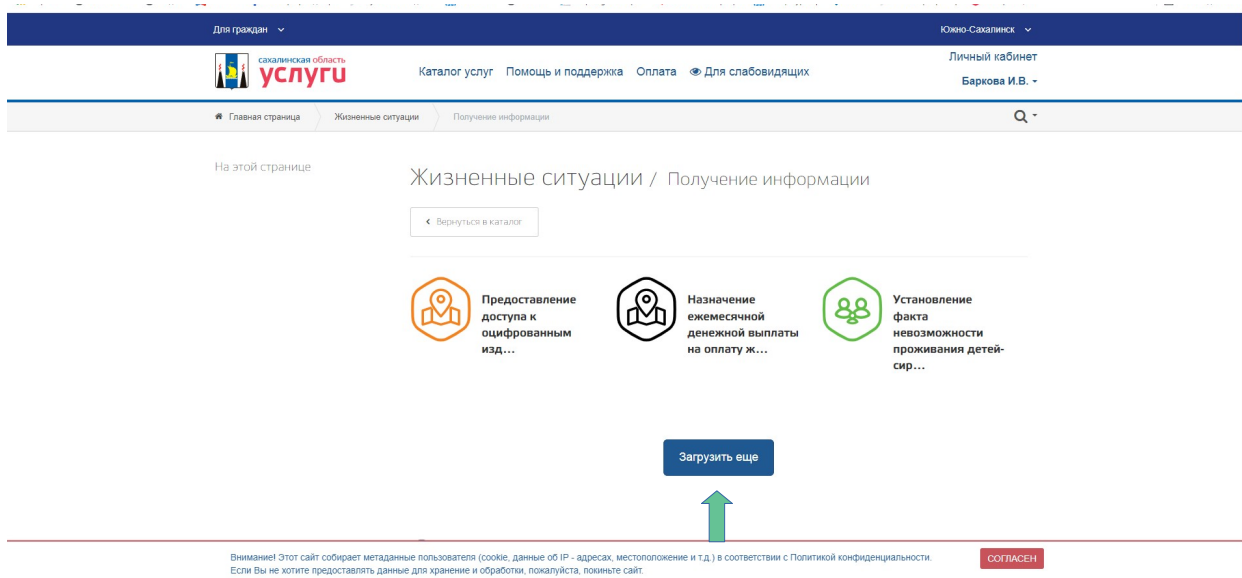 Для граждан
Южно-Сахалинск
сахалинская область
услуги
Каталог услуг Помощь и поддержка Оплата Для слабовидящих
Личный кабинет
Баркова И.В.
Главная страница Жизненные ситуации Получение информации
На этой странице
Жизненные ситуации / Получение информации
Вернуться в каталог
Предоставление
доступа к
оцифрованным
изд...
Назначение
ежемесячной
денежной выплаты
на оплату ж...
Установление
факта
невозможности
проживания детей-
сир...
Загрузить еще
Внимание! Этот сайт собирает метаданные пользователя (cookie, данные об IP - адресах, местоположение и т.д.) в соответствии с Политикой конфиденциальности.
Если Вы не хотите предоставлять данные для хранение и обработки, пожалуйста, покиньте сайт.
СОГЛАСЕН